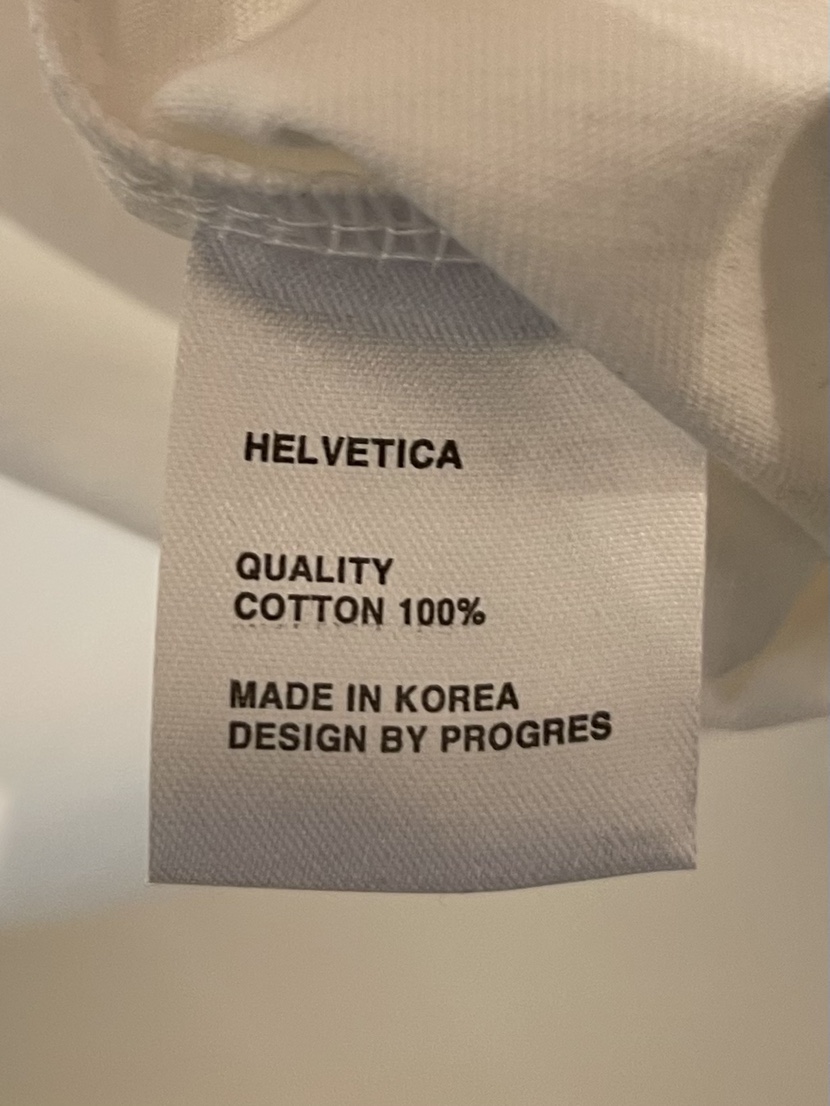 HELVETICA
QUALITY
COTTON 100%
MADE IN KOREA
DESIGN BY PROGRES